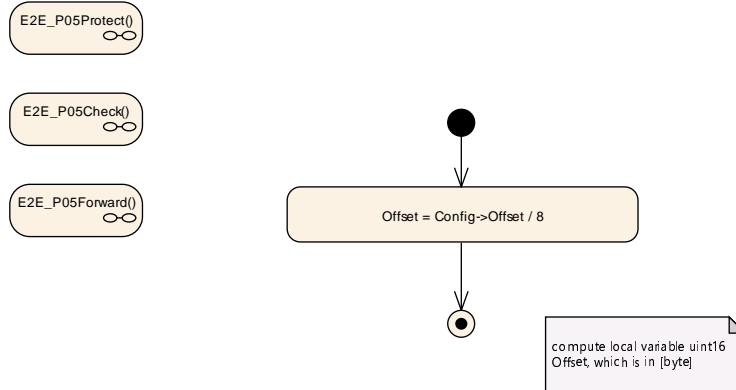 E2E_P05Protect()
E2E_P05Check()
E2E_P05Forward()
Offset = Config->Offset / 8
compute local variable uint16
Offset, which is in [byte]